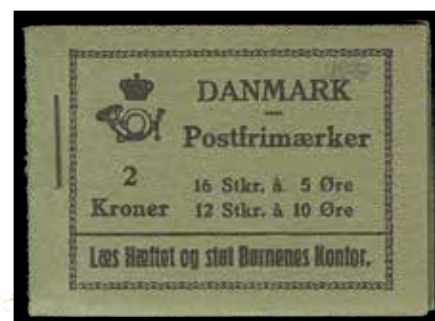 DANMARK
Postfrimærker
2
Kroner
16 Stkr. à 5 Øre
12 Stkr. à 10 Øre
Læs Hæftet og støt Børnenes Kontor.